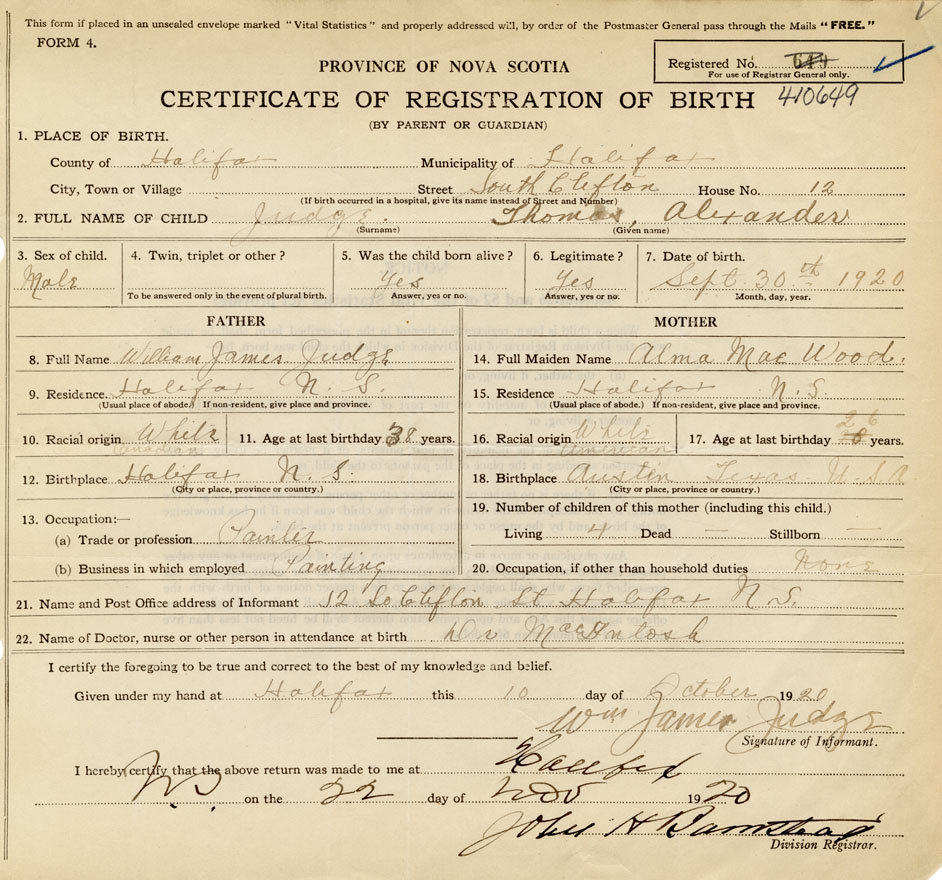 This form if placed in an unsealed envelope marked "Vital Statistics" and properly addressed will, by order of the Postmaster General pass through the Mails "FREE."
FORM 4.
Registered No. 649
For use of Registrar General only.
410649
PROVINCE OF NOVA SCOTIA
CERTIFICATE OF REGISTRATION OF BIRTH
(BY PARENT OR GUARDIAN)
1. PLACE OF BIRTH.
County of Halifax Municipality of Halifax
City, Town or Village Street South Clifton House No. 12
(If birth occurred in a hospital, give its name instead of Street and Number)
2. FULL NAME OF CHILD Judge. Thomas, Alexander
(Surname) (Given name)
3. Sex of child. 4. Twin, triplet or other? 5. Was the child born alive? 6. Legitimate? 7. Date of birth.
Male Yes Yes Sept. 30th 1920
To be answered only in the event of plural birth. Answer, yes or no. Answer, yes or no. Month, day, year.
FATHER
8. Full Name William James Judge
9. Residence. Halifax N. S.
(Usual place of abode.) If non-resident, give place and province.
10. Racial origin White 11. Age at last birthday 38 years.
Canadian
12. Birthplace Halifax N. S.
(City or place, province or country.)
13. Occupation:—
(a) Trade or profession Painter
(b) Business in which employed Painting
MOTHER
14. Full Maiden Name Alma Mae Wood.
15. Residence Halifax N. S.
(Usual place of abode.) If non-resident, give place and province.
16. Racial origin White 17. Age at last birthday 26 years.
American
18. Birthplace Austin Texas U.S.A
(City or place, province or country.)
19. Number of children of this mother (including this child.)
Living 4 Dead — Stillborn —
20. Occupation, if other than household duties None
21. Name and Post Office address of Informant 12 So Clifton St Halifax N.S.
22. Name of Doctor, nurse or other person in attendance at birth Dr MacIntosh
I certify the foregoing to be true and correct to the best of my knowledge and belief.
Given under my hand at Halifax this 10 day of October 1920
Wm James Judge
Signature of Informant.
I hereby certify that the above return was made to me at Halifax
N.S. on the 22 day of Nov 1920
John H Barnstead
Division Registrar.